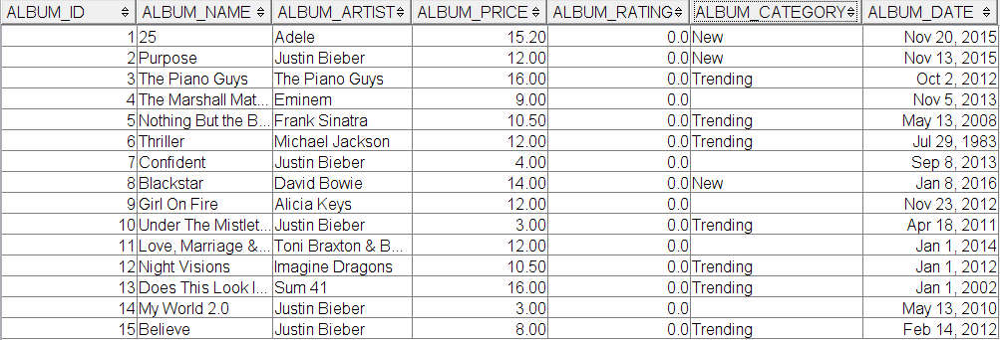 ALBUM_ID ALBUM_NAME ALBUM_ARTIST ALBUM_PRICE ALBUM_RATING ALBUM_CATEGORY ALBUM_DATE
1 25 Adele 15.20 0.0 New Nov 20, 2015
2 Purpose Justin Bieber 12.00 0.0 New Nov 13, 2015
3 The Piano Guys The Piano Guys 16.00 0.0 Trending Oct 2, 2012
4 The Marshall Mat... Eminem 9.00 0.0 Nov 5, 2013
5 Nothing But the B... Frank Sinatra 10.50 0.0 Trending May 13, 2008
6 Thriller Michael Jackson 12.00 0.0 Trending Jul 29, 1983
7 Confident Justin Bieber 4.00 0.0 Sep 8, 2013
8 Blackstar David Bowie 14.00 0.0 New Jan 8, 2016
9 Girl On Fire Alicia Keys 12.00 0.0 Nov 23, 2012
10 Under The Mistlet... Justin Bieber 3.00 0.0 Trending Apr 18, 2011
11 Love, Marriage &... Toni Braxton & B... 12.00 0.0 Jan 1, 2014
12 Night Visions Imagine Dragons 10.50 0.0 Trending Jan 1, 2012
13 Does This Look I... Sum 41 16.00 0.0 Trending Jan 1, 2002
14 My World 2.0 Justin Bieber 3.00 0.0 May 13, 2010
15 Believe Justin Bieber 8.00 0.0 Trending Feb 14, 2012